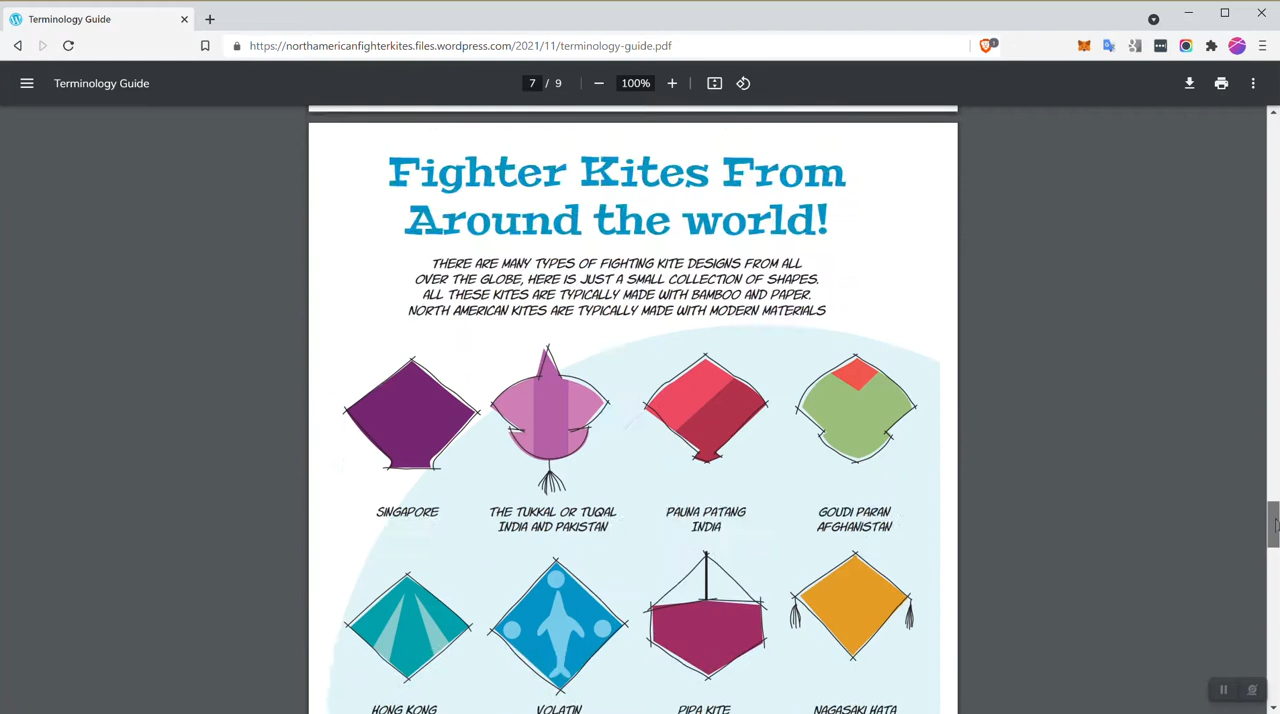 Terminology Guide
https://northamericanfighterkites.files.wordpress.com/2021/11/terminology-guide.pdf
1
Terminology Guide
7 / 9
100%
Fighter Kites From
Around the world!
THERE ARE MANY TYPES OF FIGHTING KITE DESIGNS FROM ALL
OVER THE GLOBE, HERE IS JUST A SMALL COLLECTION OF SHAPES.
ALL THESE KITES ARE TYPICALLY MADE WITH BAMBOO AND PAPER.
NORTH AMERICAN KITES ARE TYPICALLY MADE WITH MODERN MATERIALS
SINGAPORE
THE TUKKAL OR TUQAL
INDIA AND PAKISTAN
PAUNA PATANG
INDIA
GOUDI PARAN
AFGHANISTAN
HONG KONG
VOLATIN
PIPA KITE
NAGASAKI HATA